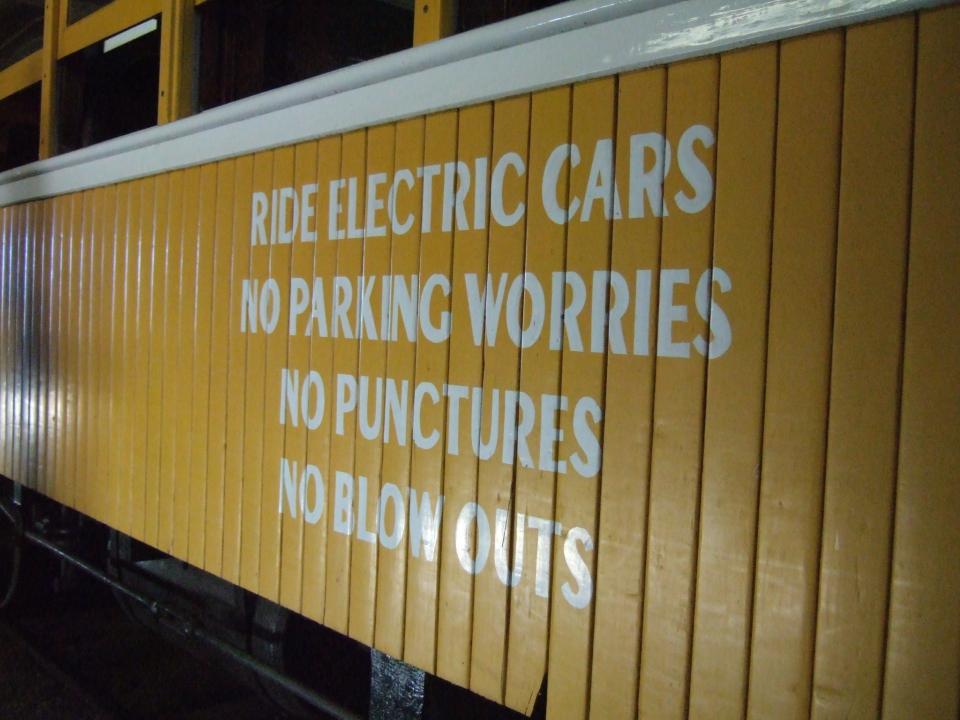 RIDE ELECTRIC CARS
NO PARKING WORRIES
NO PUNCTURES
NO BLOW OUTS